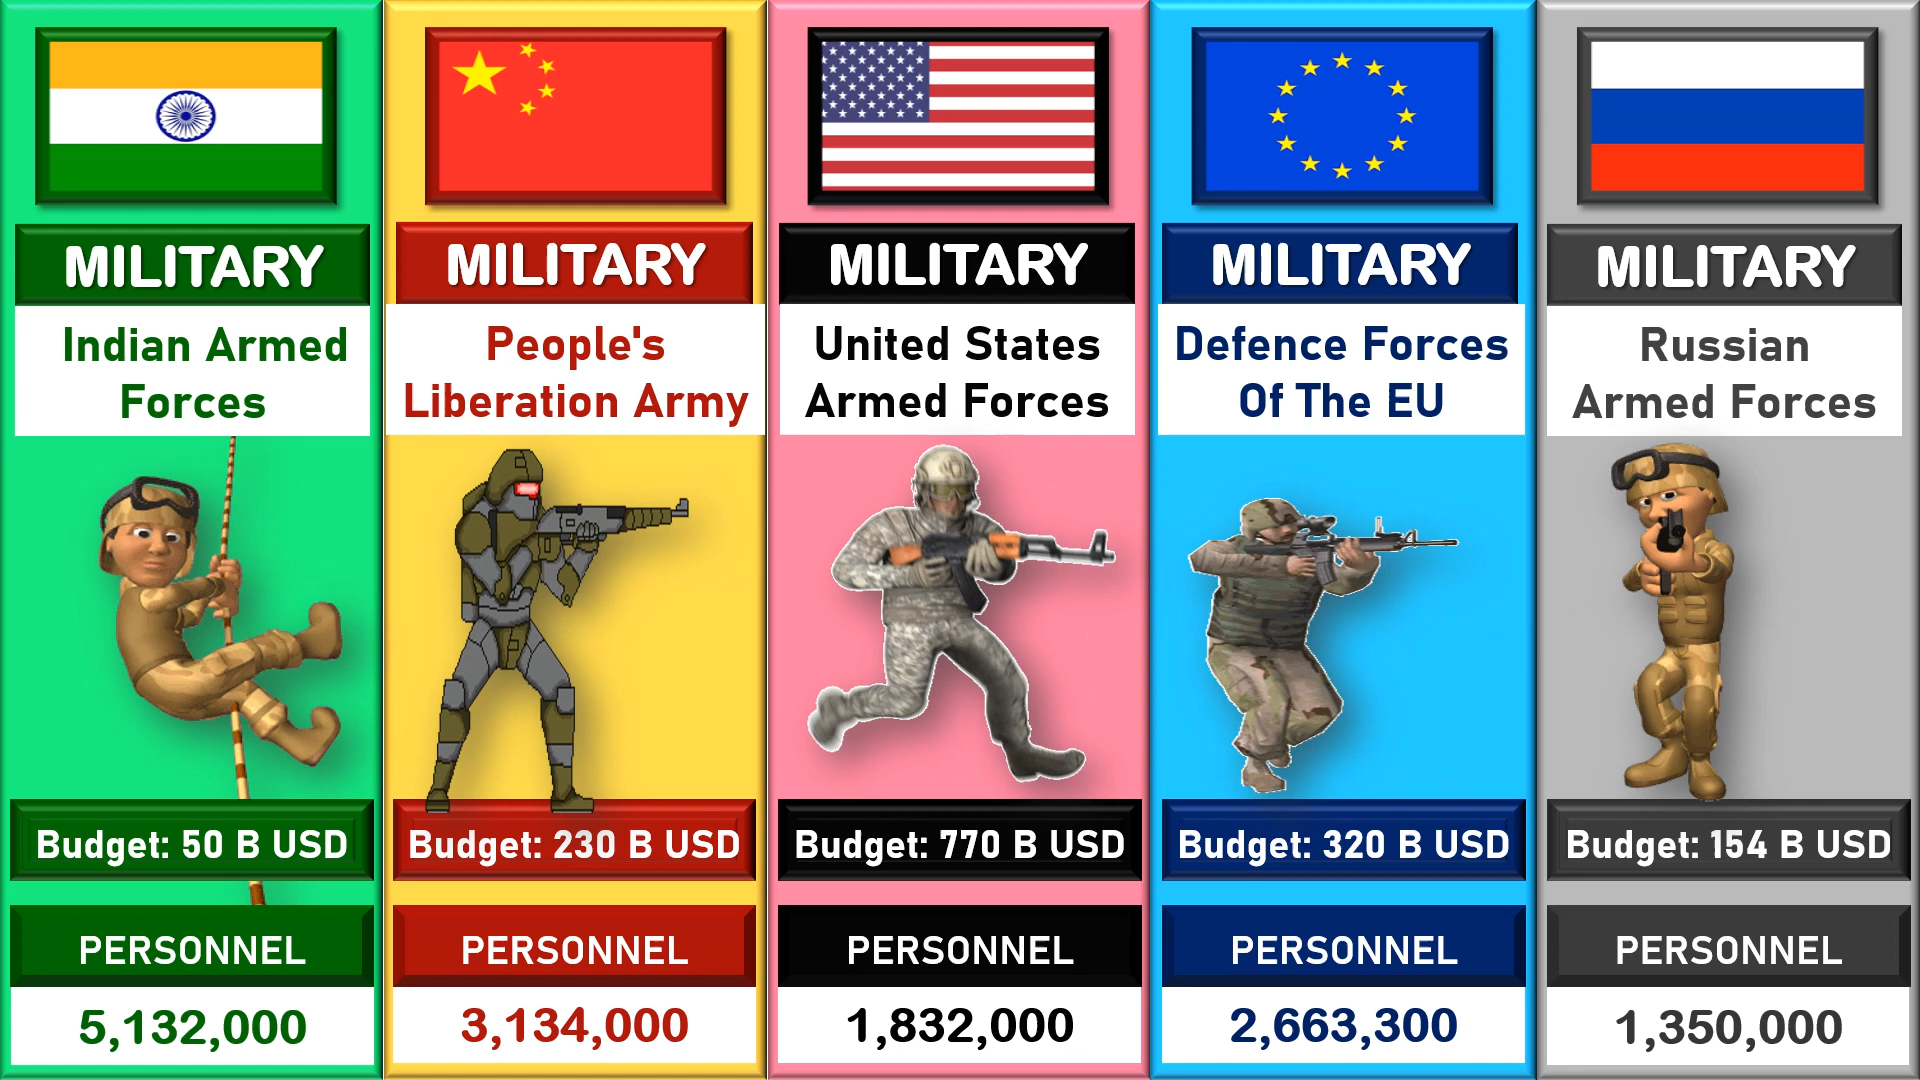 MILITARY
Indian Armed
Forces
Budget: 50 B USD
PERSONNEL
5,132,000
MILITARY
People's
Liberation Army
Budget: 230 B USD
PERSONNEL
3,134,000
MILITARY
United States
Armed Forces
Budget: 770 B USD
PERSONNEL
1,832,000
MILITARY
Defence Forces
Of The EU
Budget: 320 B USD
PERSONNEL
2,663,300
MILITARY
Russian
Armed Forces
Budget: 154 B USD
PERSONNEL
1,350,000